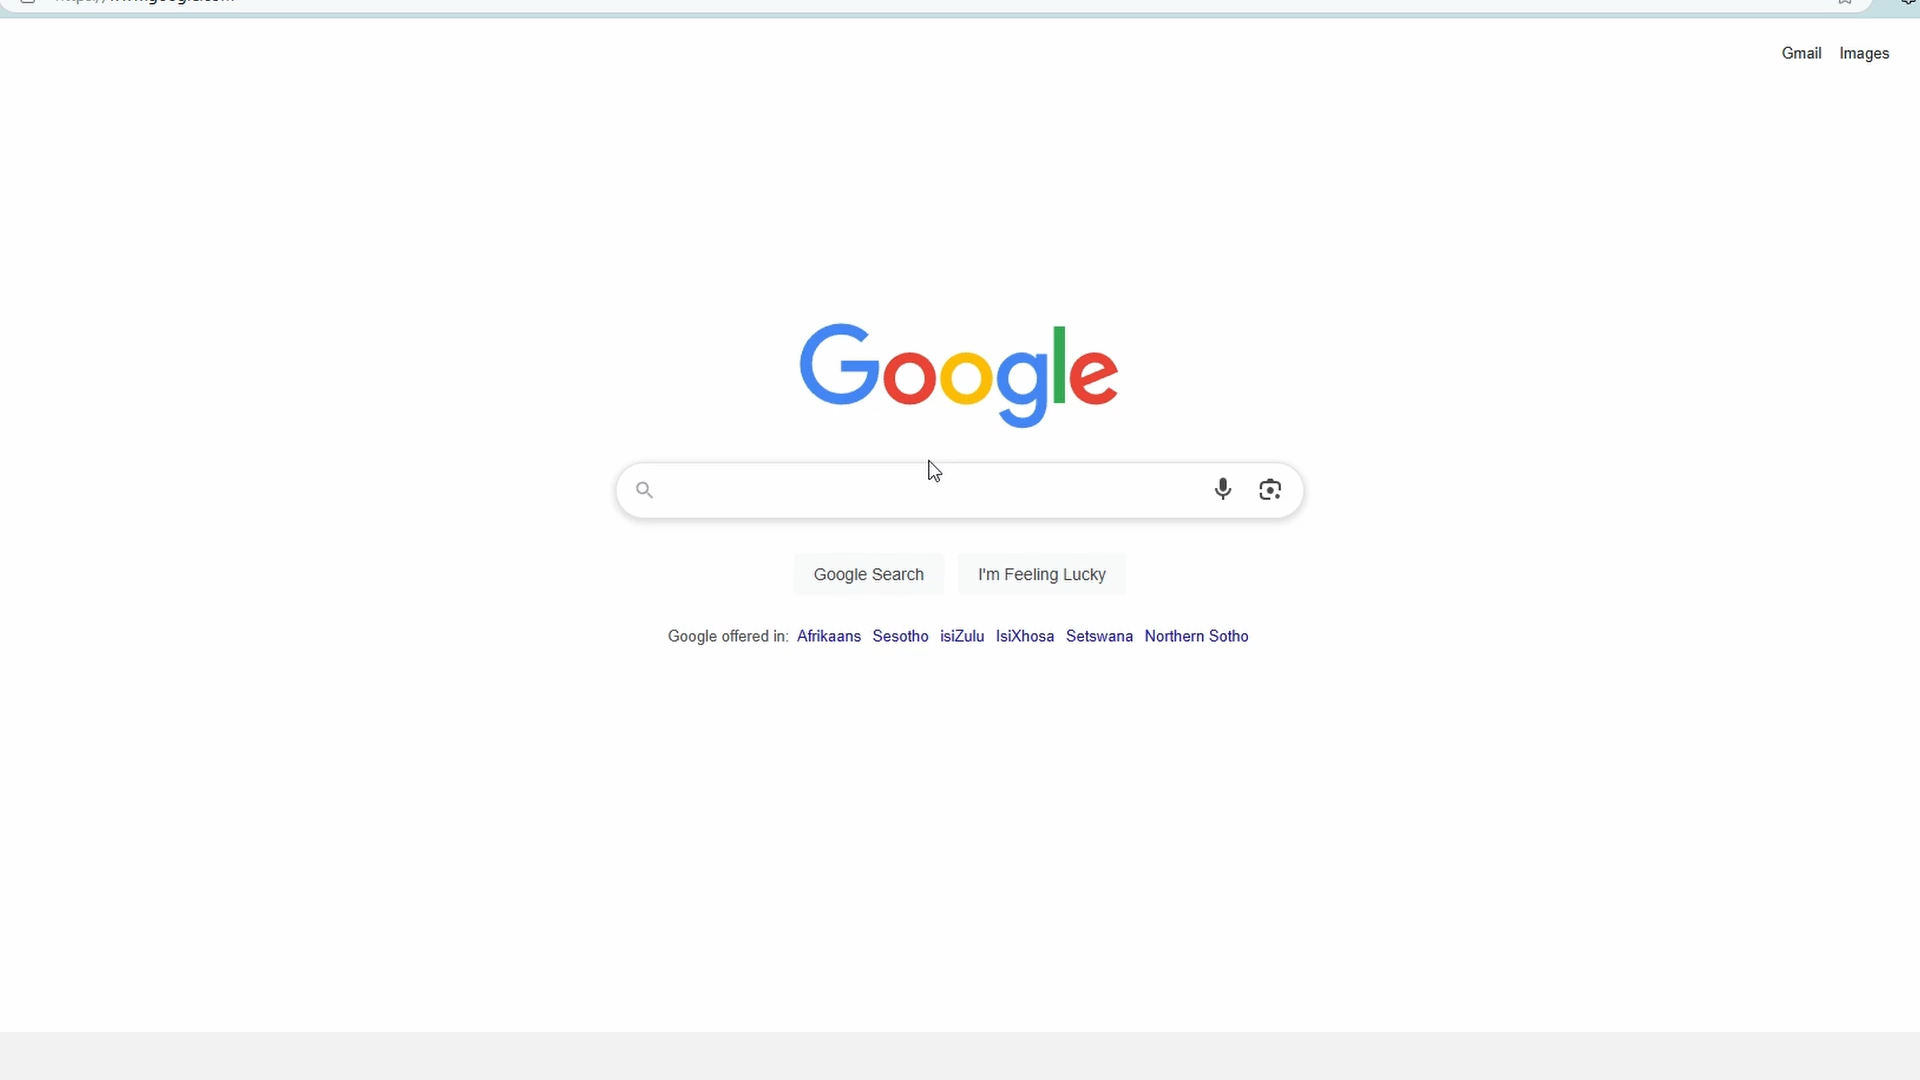 Gmail Images
Google
Google Search I'm Feeling Lucky
Google offered in: Afrikaans Sesotho isiZulu IsiXhosa Setswana Northern Sotho